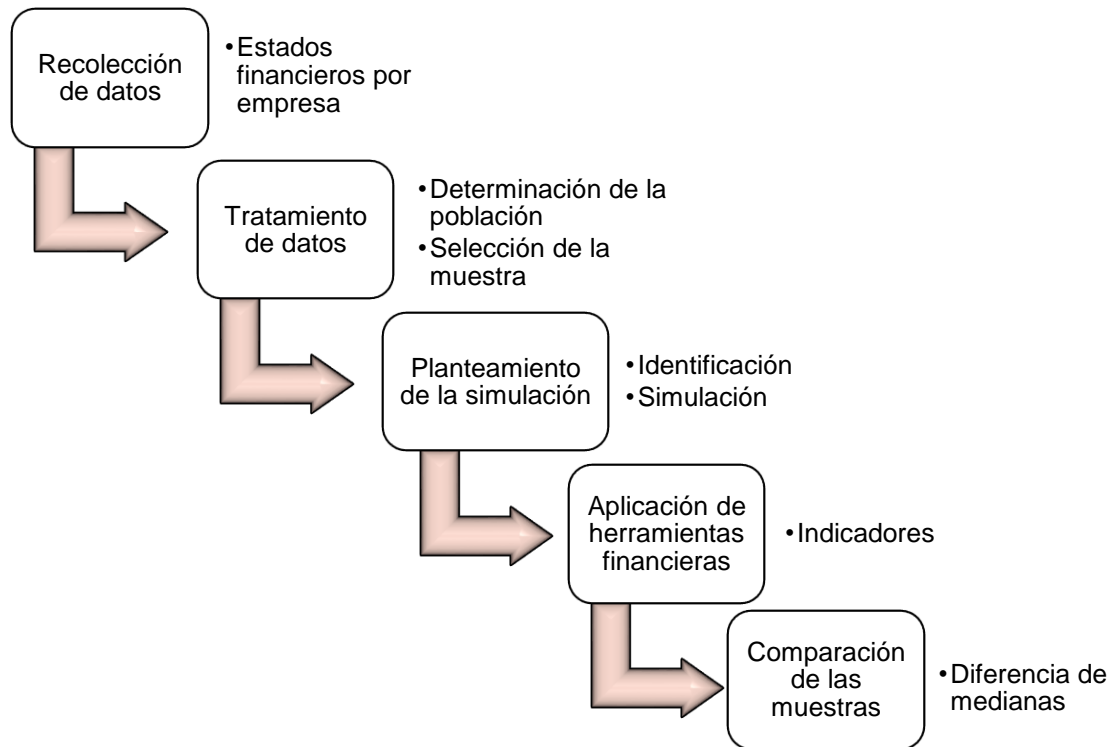 Recolección
de datos
•Estados
financieros por
empresa
Tratamiento
de datos
•Determinación de la
población
•Selección de la
muestra
Planteamiento
de la simulación
•Identificación
•Simulación
Aplicación de
herramientas
financieras
•Indicadores
Comparación
de las
muestras
•Diferencia de
medianas